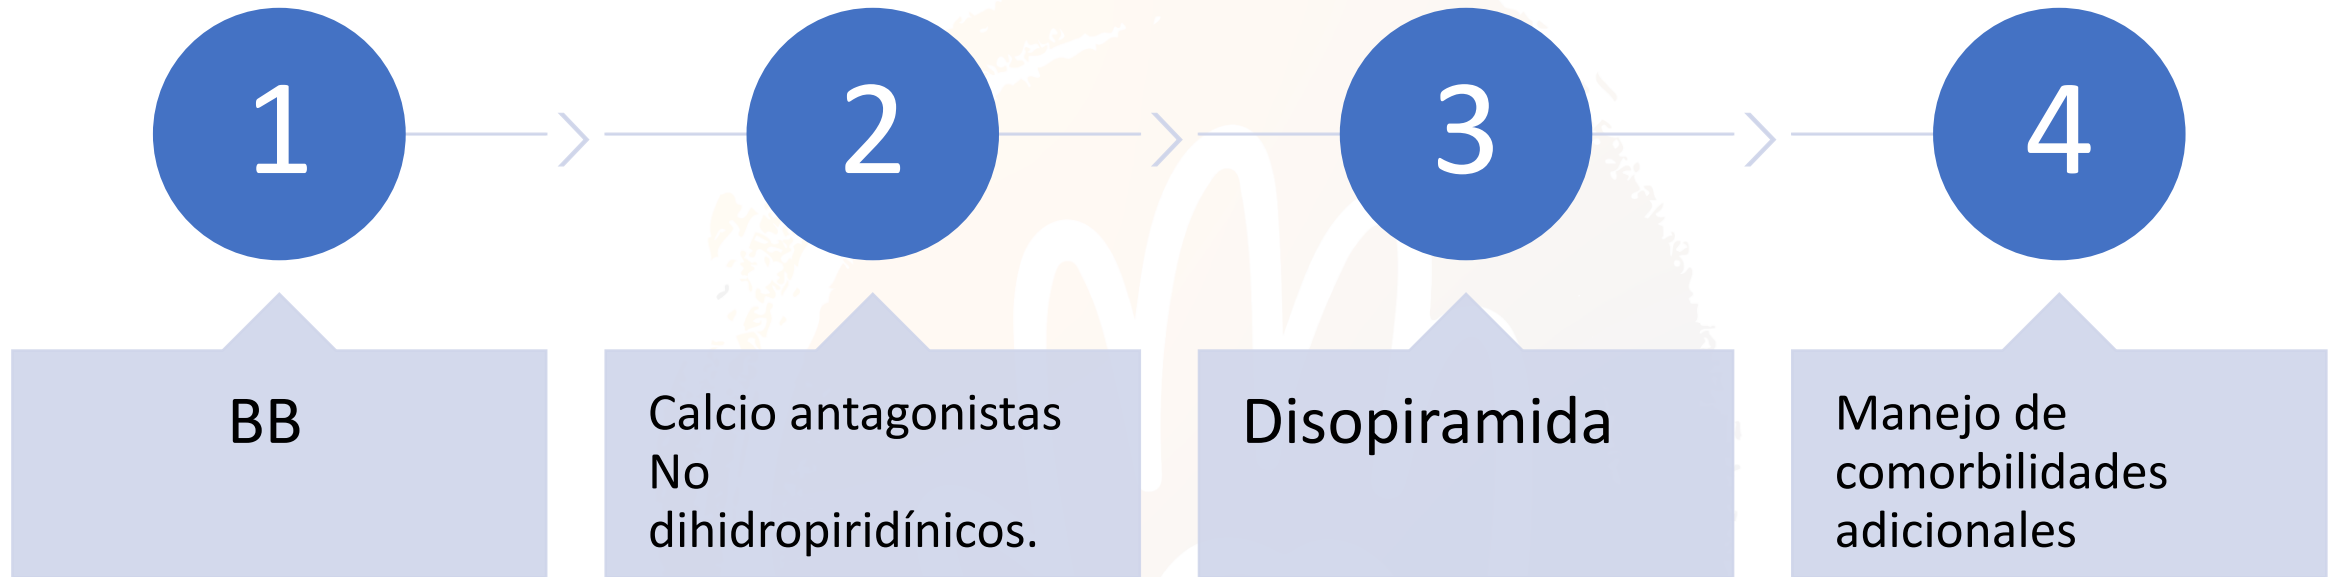 1
2
3
4
BB
Calcio antagonistas
No
dihidropiridínicos.
Disopiramida
Manejo de
comorbilidades
adicionales